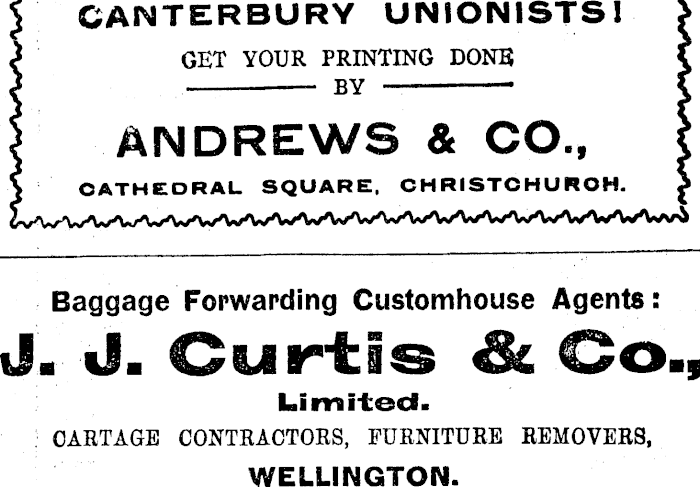 CANTERBURY UNIONISTS!
GET YOUR PRINTING DONE
BY
ANDREWS & CO.,
CATHEDRAL SQUARE, CHRISTCHURCH.
Baggage Forwarding Customhouse Agents:
J. J. Curtis & Co.,
Limited.
CARTAGE CONTRACTORS, FURNITURE REMOVERS,
WELLINGTON.